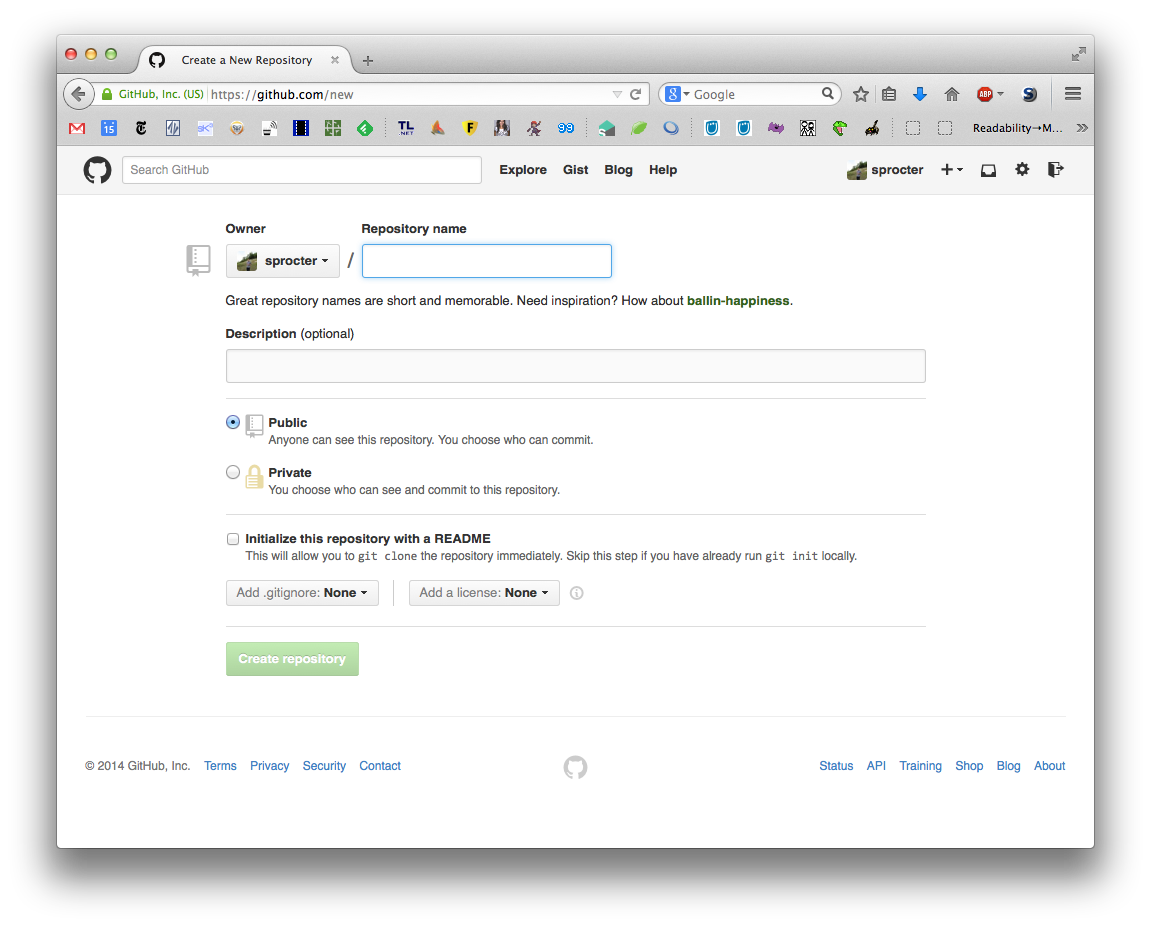 Create a New Repository
GitHub, Inc. (US) https://github.com/new
8 Google
ABP S
15 TL .NET F 99 Readability→M...
Search GitHub Explore Gist Blog Help sprocter
Owner Repository name
sprocter /
Great repository names are short and memorable. Need inspiration? How about ballin-happiness.
Description (optional)
Public
Anyone can see this repository. You choose who can commit.
Private
You choose who can see and commit to this repository.
Initialize this repository with a README
This will allow you to git clone the repository immediately. Skip this step if you have already run git init locally.
Add .gitignore: None Add a license: None
Create repository
© 2014 GitHub, Inc. Terms Privacy Security Contact Status API Training Shop Blog About